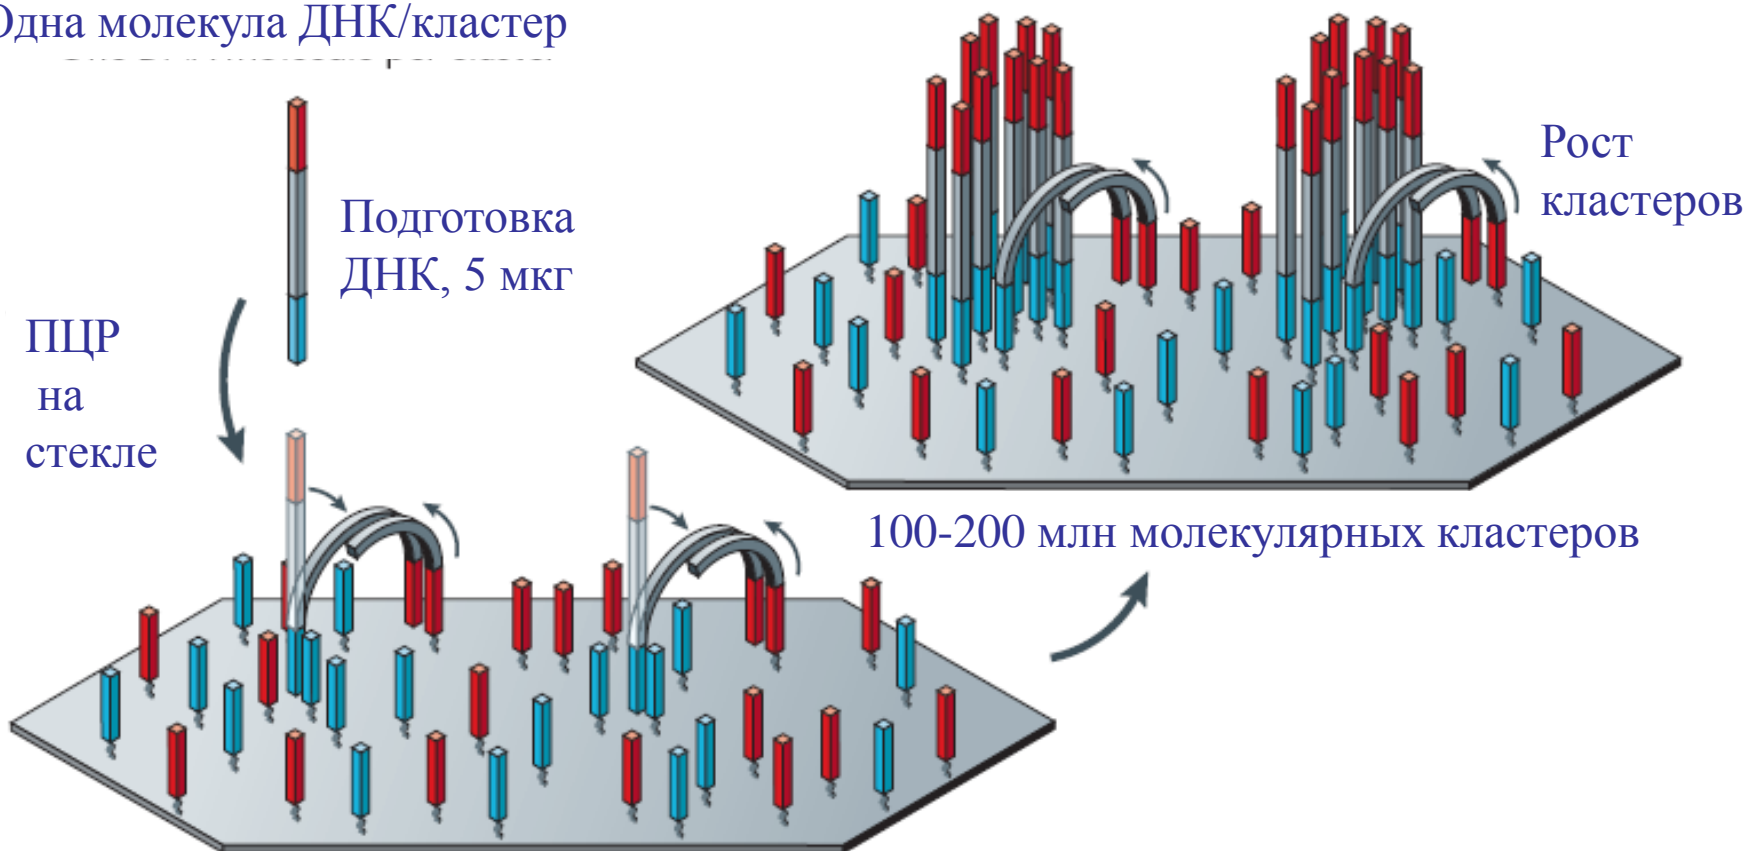 Одна молекула ДНК/кластер
Подготовка
ДНК, 5 мкг
ПЦР
на
стекле
Рост
кластеров
100-200 млн молекулярных кластеров